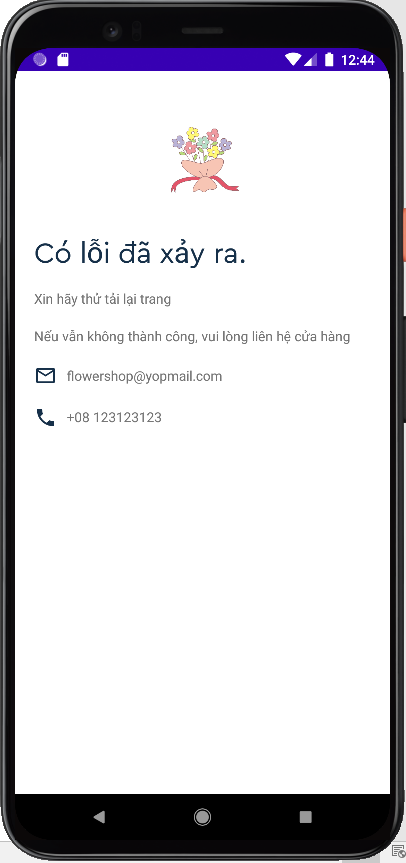 12:44
Có lỗi đã xảy ra.
Xin hãy thử tải lại trang
Nếu vẫn không thành công, vui lòng liên hệ cửa hàng
flowershop@yopmail.com
+08 123123123